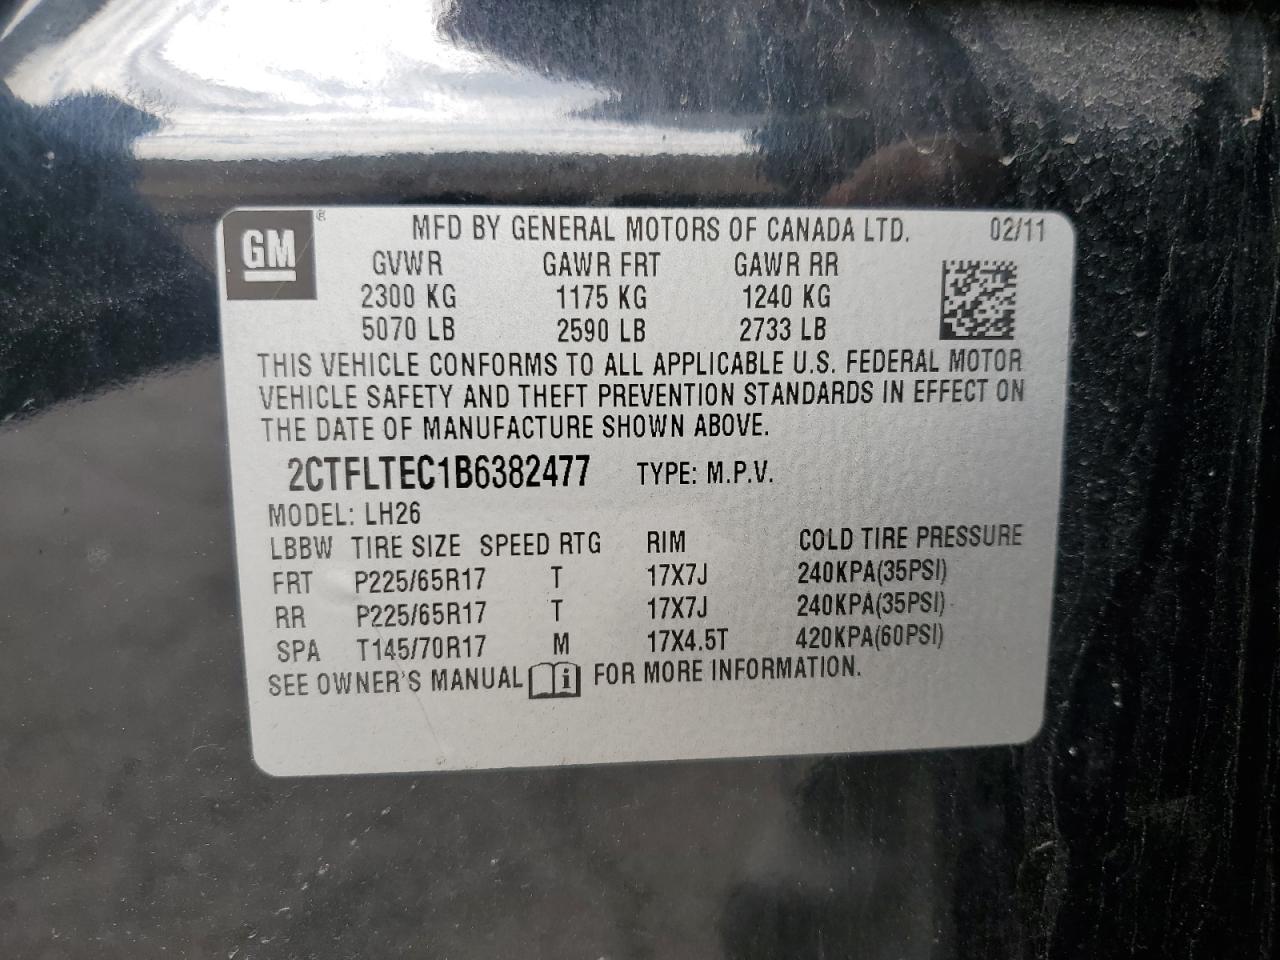 GM ® MFD BY GENERAL MOTORS OF CANADA LTD. 02/11
GVWR GAWR FRT GAWR RR
2300 KG 1175 KG 1240 KG
5070 LB 2590 LB 2733 LB
THIS VEHICLE CONFORMS TO ALL APPLICABLE U.S. FEDERAL MOTOR
VEHICLE SAFETY AND THEFT PREVENTION STANDARDS IN EFFECT ON
THE DATE OF MANUFACTURE SHOWN ABOVE.
2CTFLTEC1B6382477 TYPE: M.P.V.
MODEL: LH26
LBBW TIRE SIZE SPEED RTG RIM COLD TIRE PRESSURE
FRT P225/65R17 T 17X7J 240KPA(35PSI)
RR P225/65R17 T 17X7J 240KPA(35PSI)
SPA T145/70R17 M 17X4.5T 420KPA(60PSI)
SEE OWNER'S MANUAL i FOR MORE INFORMATION.